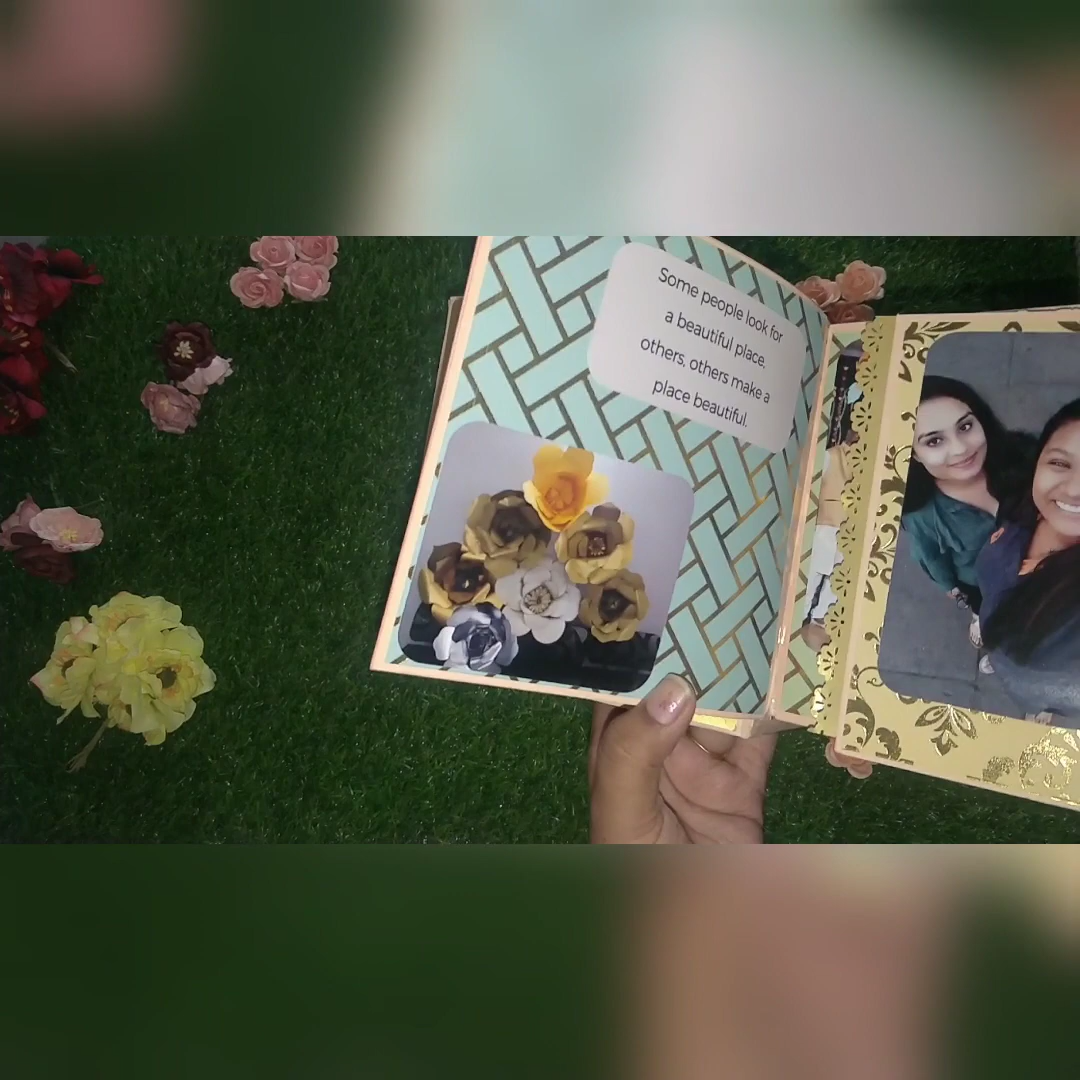 Some people look for
a beautiful place,
others, others make a
place beautiful.